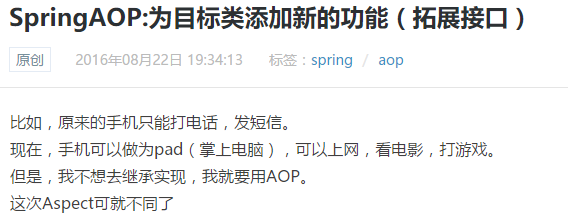 SpringAOP:为目标类添加新的功能（拓展接口）
原创 2016年08月22日 19:34:13 标签：spring / aop
比如，原来的手机只能打电话，发短信。
现在，手机可以做为pad（掌上电脑），可以上网，看电影，打游戏。
但是，我不想去继承实现，我就要用AOP。
这次Aspect可就不同了